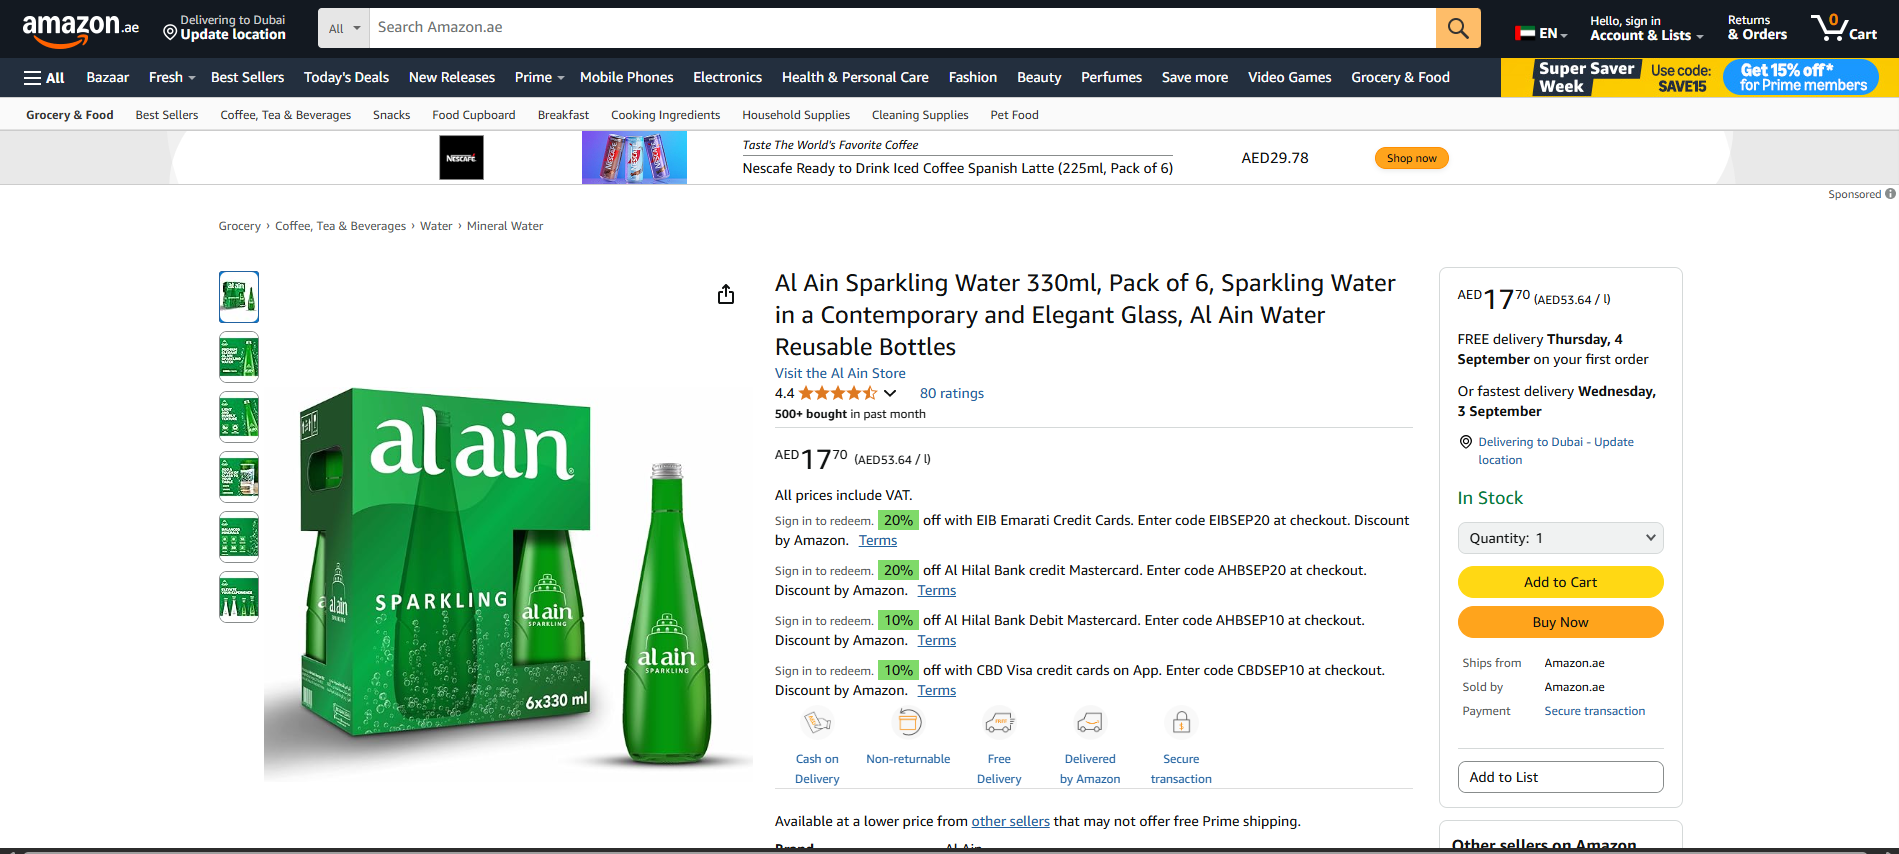 amazon.ae
Delivering to Dubai
Update location
All
Search Amazon.ae
EN
Hello, sign in
Account & Lists
Returns
& Orders
0
Cart
All
Bazaar
Fresh
Best Sellers
Today's Deals
New Releases
Prime
Mobile Phones
Electronics
Health & Personal Care
Fashion
Beauty
Perfumes
Save more
Video Games
Grocery & Food
Super Saver
Week
Use code:
SAVE15
Get 15% off*
for Prime members
Grocery & Food
Best Sellers
Coffee, Tea & Beverages
Snacks
Food Cupboard
Breakfast
Cooking Ingredients
Household Supplies
Cleaning Supplies
Pet Food
NESCAFÉ
Taste The World's Favorite Coffee
Nescafe Ready to Drink Iced Coffee Spanish Latte (225ml, Pack of 6)
AED29.78
Shop now
Sponsored
Grocery › Coffee, Tea & Beverages › Water › Mineral Water
al ain
SPARKLING
al ain
SPARKLING
al ain
6x330 ml
al ain
SPARKLING
Al Ain Sparkling Water 330ml, Pack of 6, Sparkling Water
in a Contemporary and Elegant Glass, Al Ain Water
Reusable Bottles
Visit the Al Ain Store
4.4
80 ratings
500+ bought in past month
AED 17 70 (AED53.64 / l)
All prices include VAT.
Sign in to redeem. 20% off with EIB Emarati Credit Cards. Enter code EIBSEP20 at checkout. Discount
by Amazon. Terms
Sign in to redeem. 20% off Al Hilal Bank credit Mastercard. Enter code AHBSEP20 at checkout.
Discount by Amazon. Terms
Sign in to redeem. 10% off Al Hilal Bank Debit Mastercard. Enter code AHBSEP10 at checkout.
Discount by Amazon. Terms
Sign in to redeem. 10% off with CBD Visa credit cards on App. Enter code CBDSEP10 at checkout.
Discount by Amazon. Terms
Cash on
Delivery
Non-returnable
Free
Delivery
Delivered
by Amazon
Secure
transaction
Available at a lower price from other sellers that may not offer free Prime shipping.
Brand
Al Ain
AED 17 70 (AED53.64 / l)
FREE delivery Thursday, 4
September on your first order
Or fastest delivery Wednesday,
3 September
Delivering to Dubai - Update
location
In Stock
Quantity: 1
Add to Cart
Buy Now
Ships from Amazon.ae
Sold by Amazon.ae
Payment Secure transaction
Add to List
Other sellers on Amazon